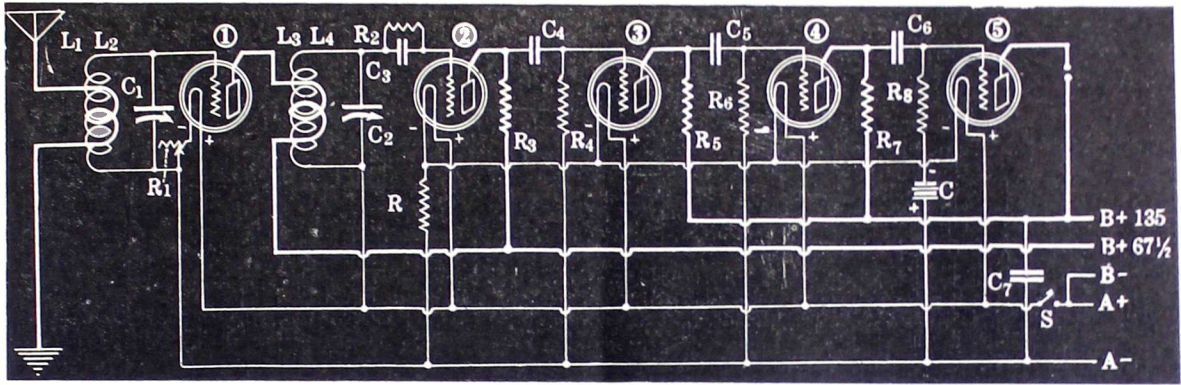 L1 L2 ① L3 L4 R2 ② C4 ③ C5 ④ C6 ⑤
C1 C3
- + C2 - + R3 R4 - + R6 R5 - + R8 R7 - +
R1
R - C +
B+ 135
B+ 67½
C7 B-
S A+
A-